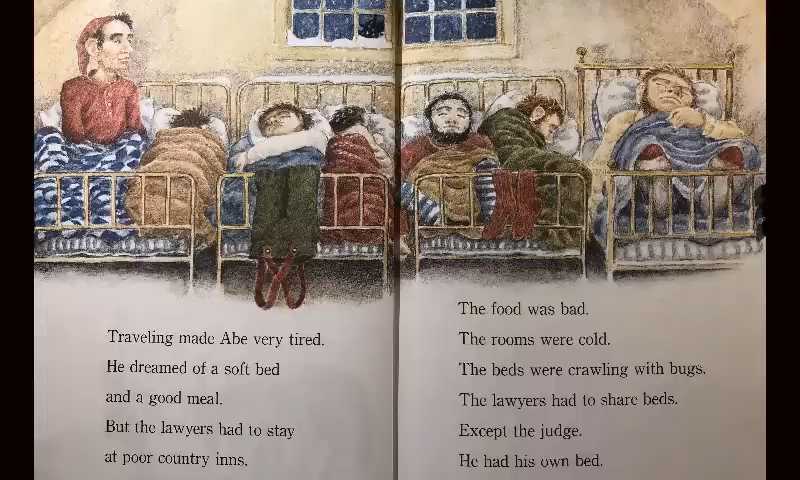 Traveling made Abe very tired.
He dreamed of a soft bed
and a good meal.
But the lawyers had to stay
at poor country inns.
The food was bad.
The rooms were cold.
The beds were crawling with bugs.
The lawyers had to share beds.
Except the judge.
He had his own bed.